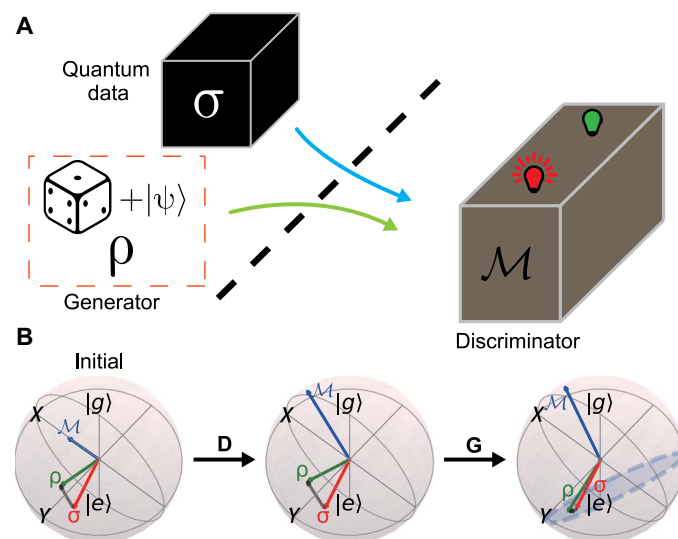 A
Quantum
data
σ
+|ψ⟩
ρ
Generator
M
Discriminator
B
Initial
X
M
|g⟩
ρ
|e⟩
Y
σ
D
X
M
|g⟩
ρ
|e⟩
Y
σ
G
X
M
|g⟩
ρ
σ
|e⟩
Y